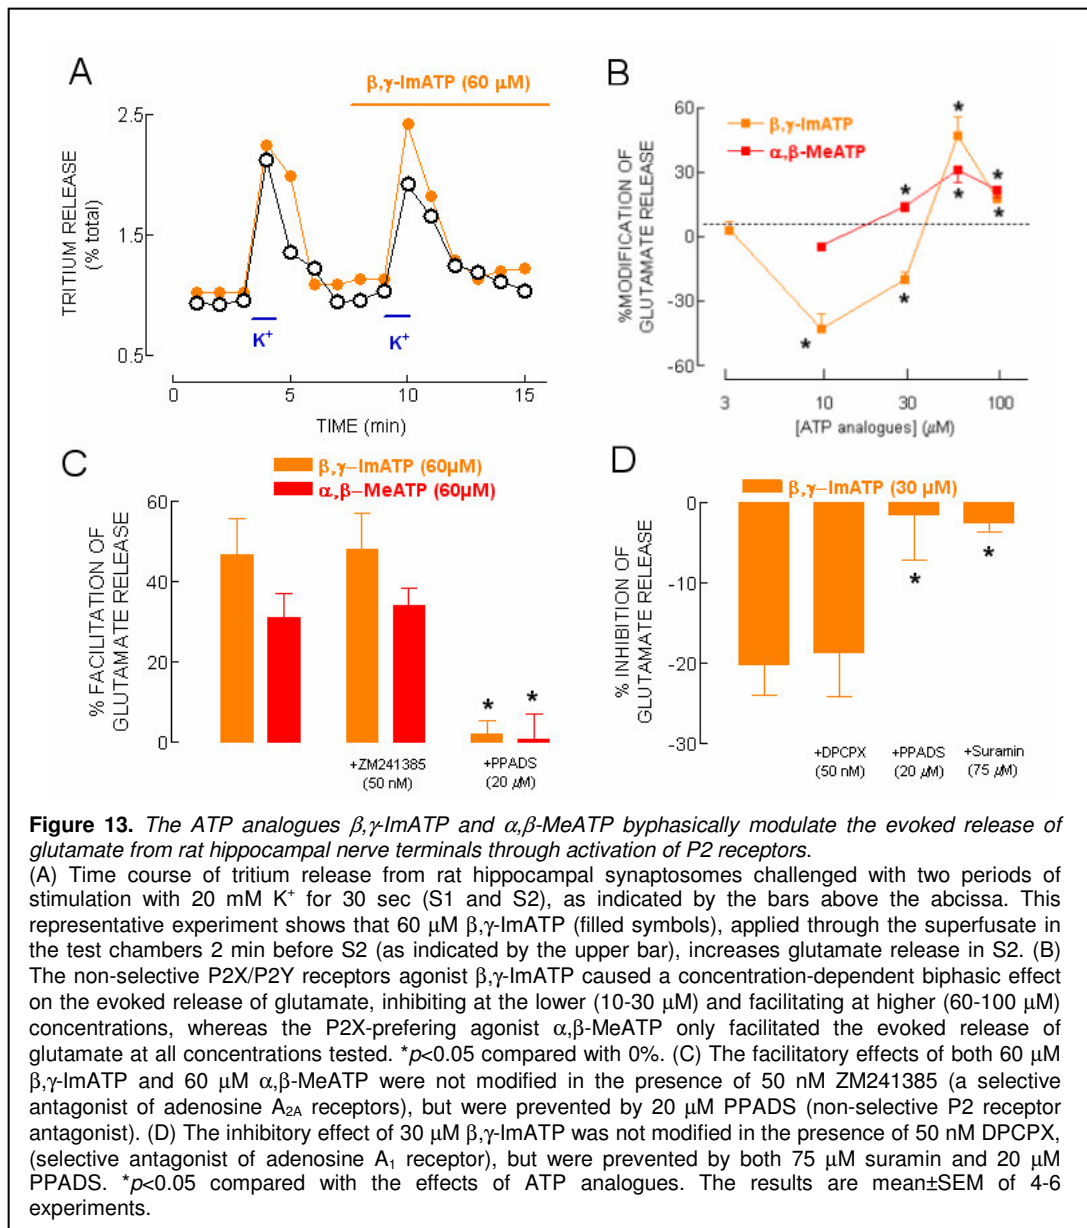 A
β,γ-ImATP (60 μM)
2.5
1.5
0.5
TRITIUM RELEASE
(% total)
K+
K+
0
5
10
15
TIME (min)
B
60
30
0
-30
-60
%MODIFICATION OF
GLUTAMATE RELEASE
β,γ-ImATP
α,β-MeATP
*
*
*
*
*
*
*
3
10
30
100
[ATP analogues] (μM)
C
β,γ–ImATP (60μM)
α,β–MeATP (60μM)
60
40
20
0
% FACILITATION OF
GLUTAMATE RELEASE
*
*
+ZM241385
(50 nM)
+PPADS
(20 μM)
D
β,γ–ImATP (30 μM)
0
-10
-20
-30
% INHIBITION OF
GLUTAMATE RELEASE
*
*
+DPCPX
(50 nM)
+PPADS
(20 μM)
+Suramin
(75 μM)
Figure 13. The ATP analogues β,γ-ImATP and α,β-MeATP byphasically modulate the evoked release of
glutamate from rat hippocampal nerve terminals through activation of P2 receptors.
(A) Time course of tritium release from rat hippocampal synaptosomes challenged with two periods of
stimulation with 20 mM K+ for 30 sec (S1 and S2), as indicated by the bars above the abcissa. This
representative experiment shows that 60 μM β,γ-ImATP (filled symbols), applied through the superfusate in
the test chambers 2 min before S2 (as indicated by the upper bar), increases glutamate release in S2. (B)
The non-selective P2X/P2Y receptors agonist β,γ-ImATP caused a concentration-dependent biphasic effect
on the evoked release of glutamate, inhibiting at the lower (10-30 μM) and facilitating at higher (60-100 μM)
concentrations, whereas the P2X-prefering agonist α,β-MeATP only facilitated the evoked release of
glutamate at all concentrations tested. *p<0.05 compared with 0%. (C) The facilitatory effects of both 60 μM
β,γ-ImATP and 60 μM α,β-MeATP were not modified in the presence of 50 nM ZM241385 (a selective
antagonist of adenosine A2A receptors), but were prevented by 20 μM PPADS (non-selective P2 receptor
antagonist). (D) The inhibitory effect of 30 μM β,γ-ImATP was not modified in the presence of 50 nM DPCPX,
(selective antagonist of adenosine A1 receptor), but were prevented by both 75 μM suramin and 20 μM
PPADS. *p<0.05 compared with the effects of ATP analogues. The results are mean±SEM of 4-6
experiments.